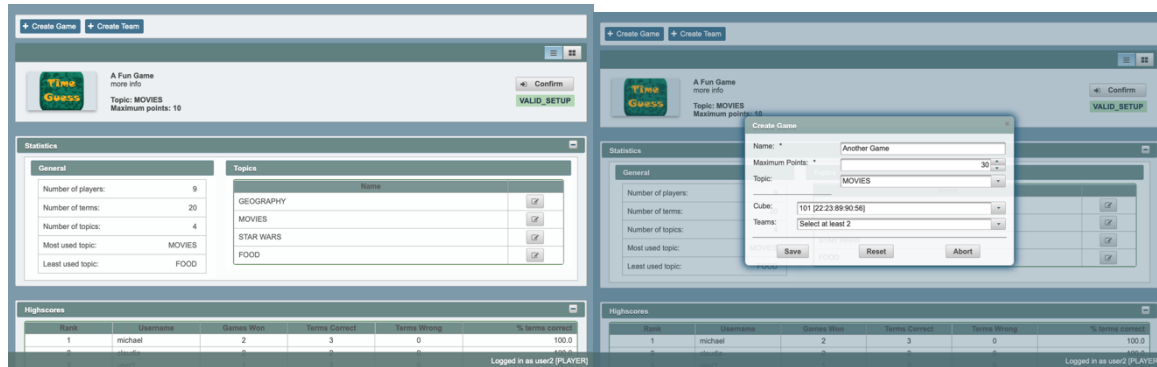 + Create Game + Create Team
Time
Guess
A Fun Game
more info
Topic: MOVIES
Maximum points: 10
Confirm
VALID_SETUP
Statistics
General
Number of players: 9
Number of terms: 20
Number of topics: 4
Most used topic: MOVIES
Least used topic: FOOD
Topics
Name
GEOGRAPHY
MOVIES
STAR WARS
FOOD
Highscores
Rank Username Games Won Terms Correct Terms Wrong % terms correct
1 michael 2 3 0 100.0
Logged in as user2 [PLAYER]
+ Create Game + Create Team
Time
Guess
A Fun Game
more info
Topic: MOVIES
Maximum points: 10
Confirm
VALID_SETUP
Create Game ×
Name: * Another Game
Maximum Points: * 30
Topic: MOVIES
Cube: 101 [22:23:89:90:56]
Teams: Select at least 2
Save Reset Abort
Statistics
General
Number of players:
Number of terms:
Number of topics:
Most used topic:
Least used topic: FOOD
Highscores
Rank Username Games Won Terms Correct Terms Wrong % terms correct
1 michael 2 3 0 100.0
Logged in as user2 [PLAYER]